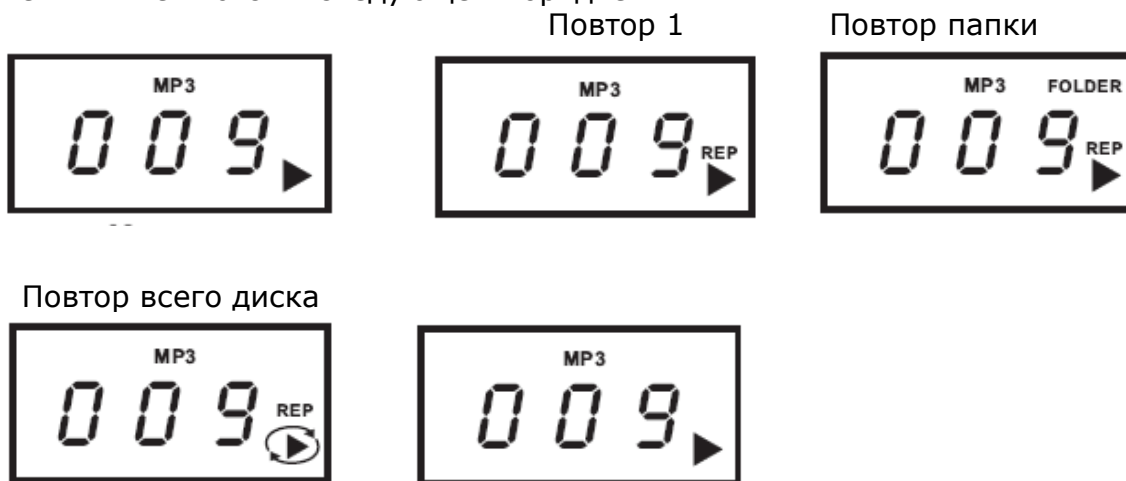 Повтор 1 Повтор папки
MP3 MP3 MP3 FOLDER
009 009 REP 009 REP
Повтор всего диска
MP3 MP3
009 REP 009